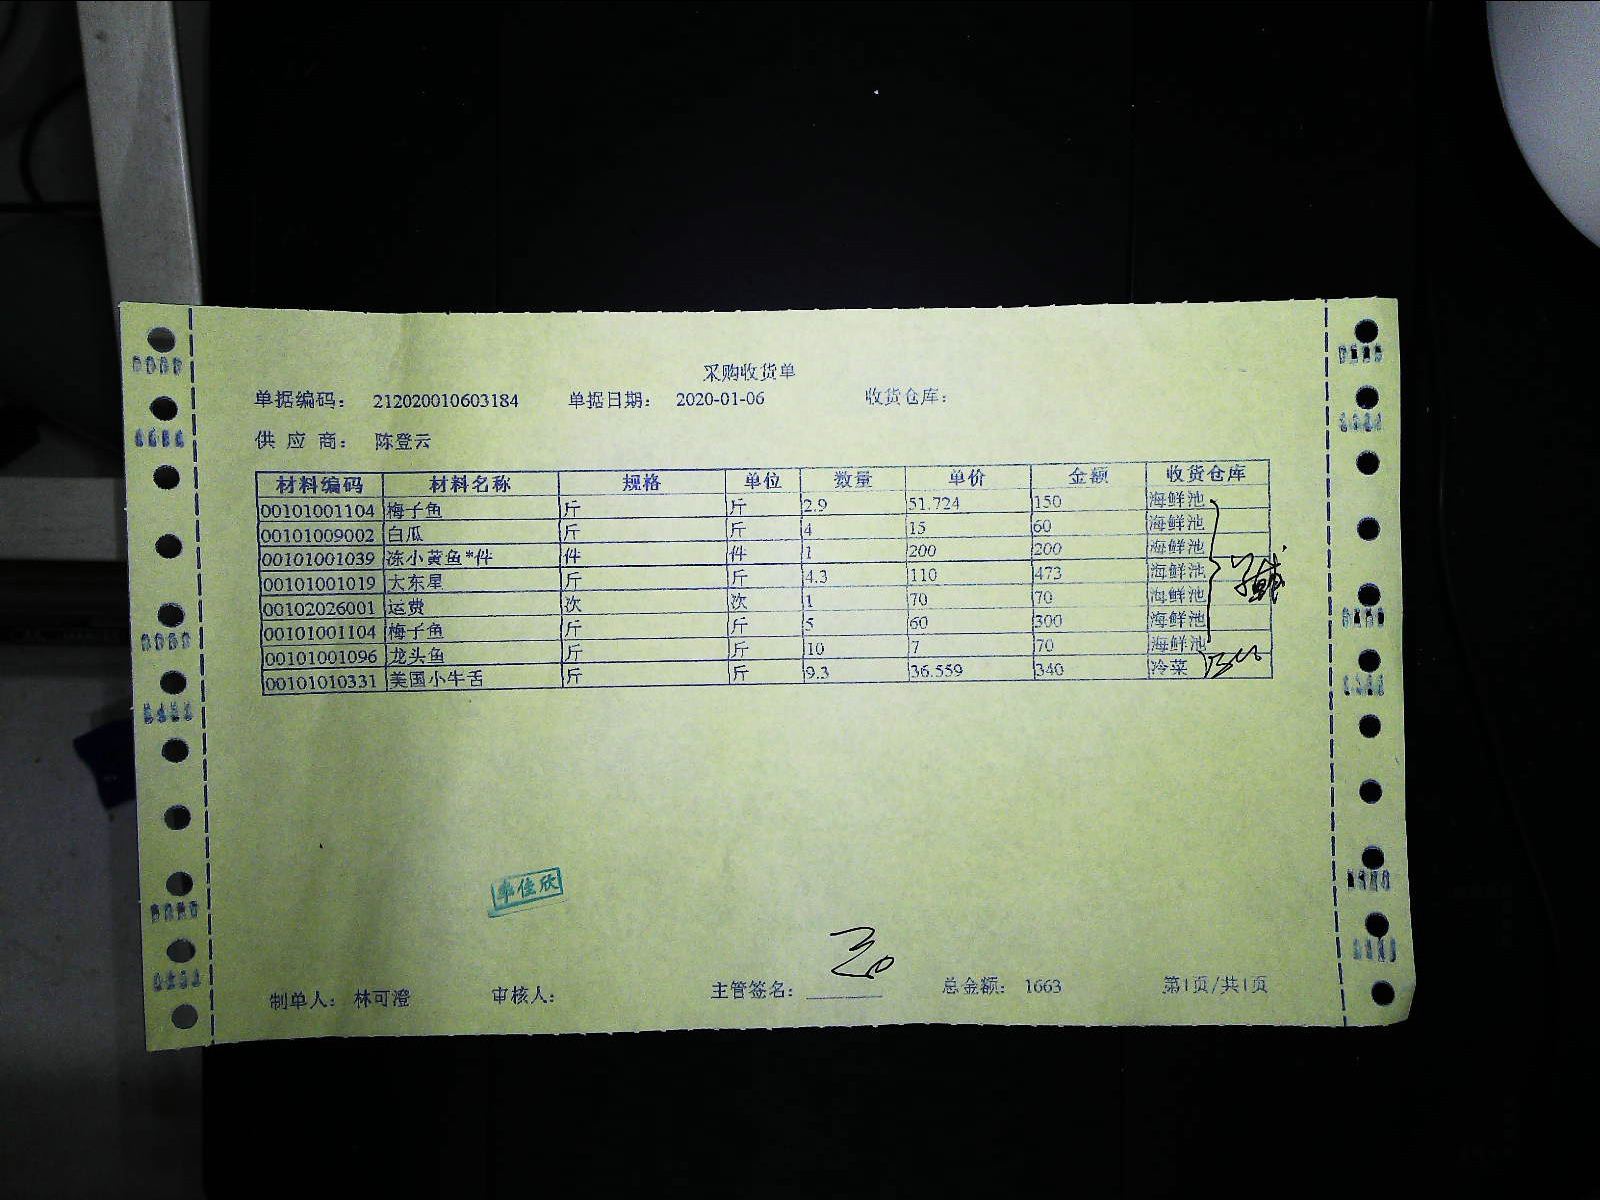 采购收货单
单据编码： 212020010603184 单据日期： 2020-01-06 收货仓库：
供应商： 陈登云
材料编码 材料名称 规格 单位 数量 单价 金额 收货仓库
00101001104 梅子鱼 斤 斤 2.9 51.724 150 海鲜池
00101009002 白瓜 斤 斤 4 15 60 海鲜池
00101001039 冻小黄鱼*件 件 件 1 200 200 海鲜池
00101001019 大东星 斤 斤 4.3 110 473 海鲜池
00102026001 运费 次 次 1 70 70 海鲜池
00101001104 梅子鱼 斤 斤 5 60 300 海鲜池
00101001096 龙头鱼 斤 斤 10 7 70 海鲜池
00101010331 美国小牛舌 斤 斤 9.3 36.559 340 冷菜
佳欣
制单人： 林可澄 审核人： 主管签名： 总金额： 1663 第1页/共1页